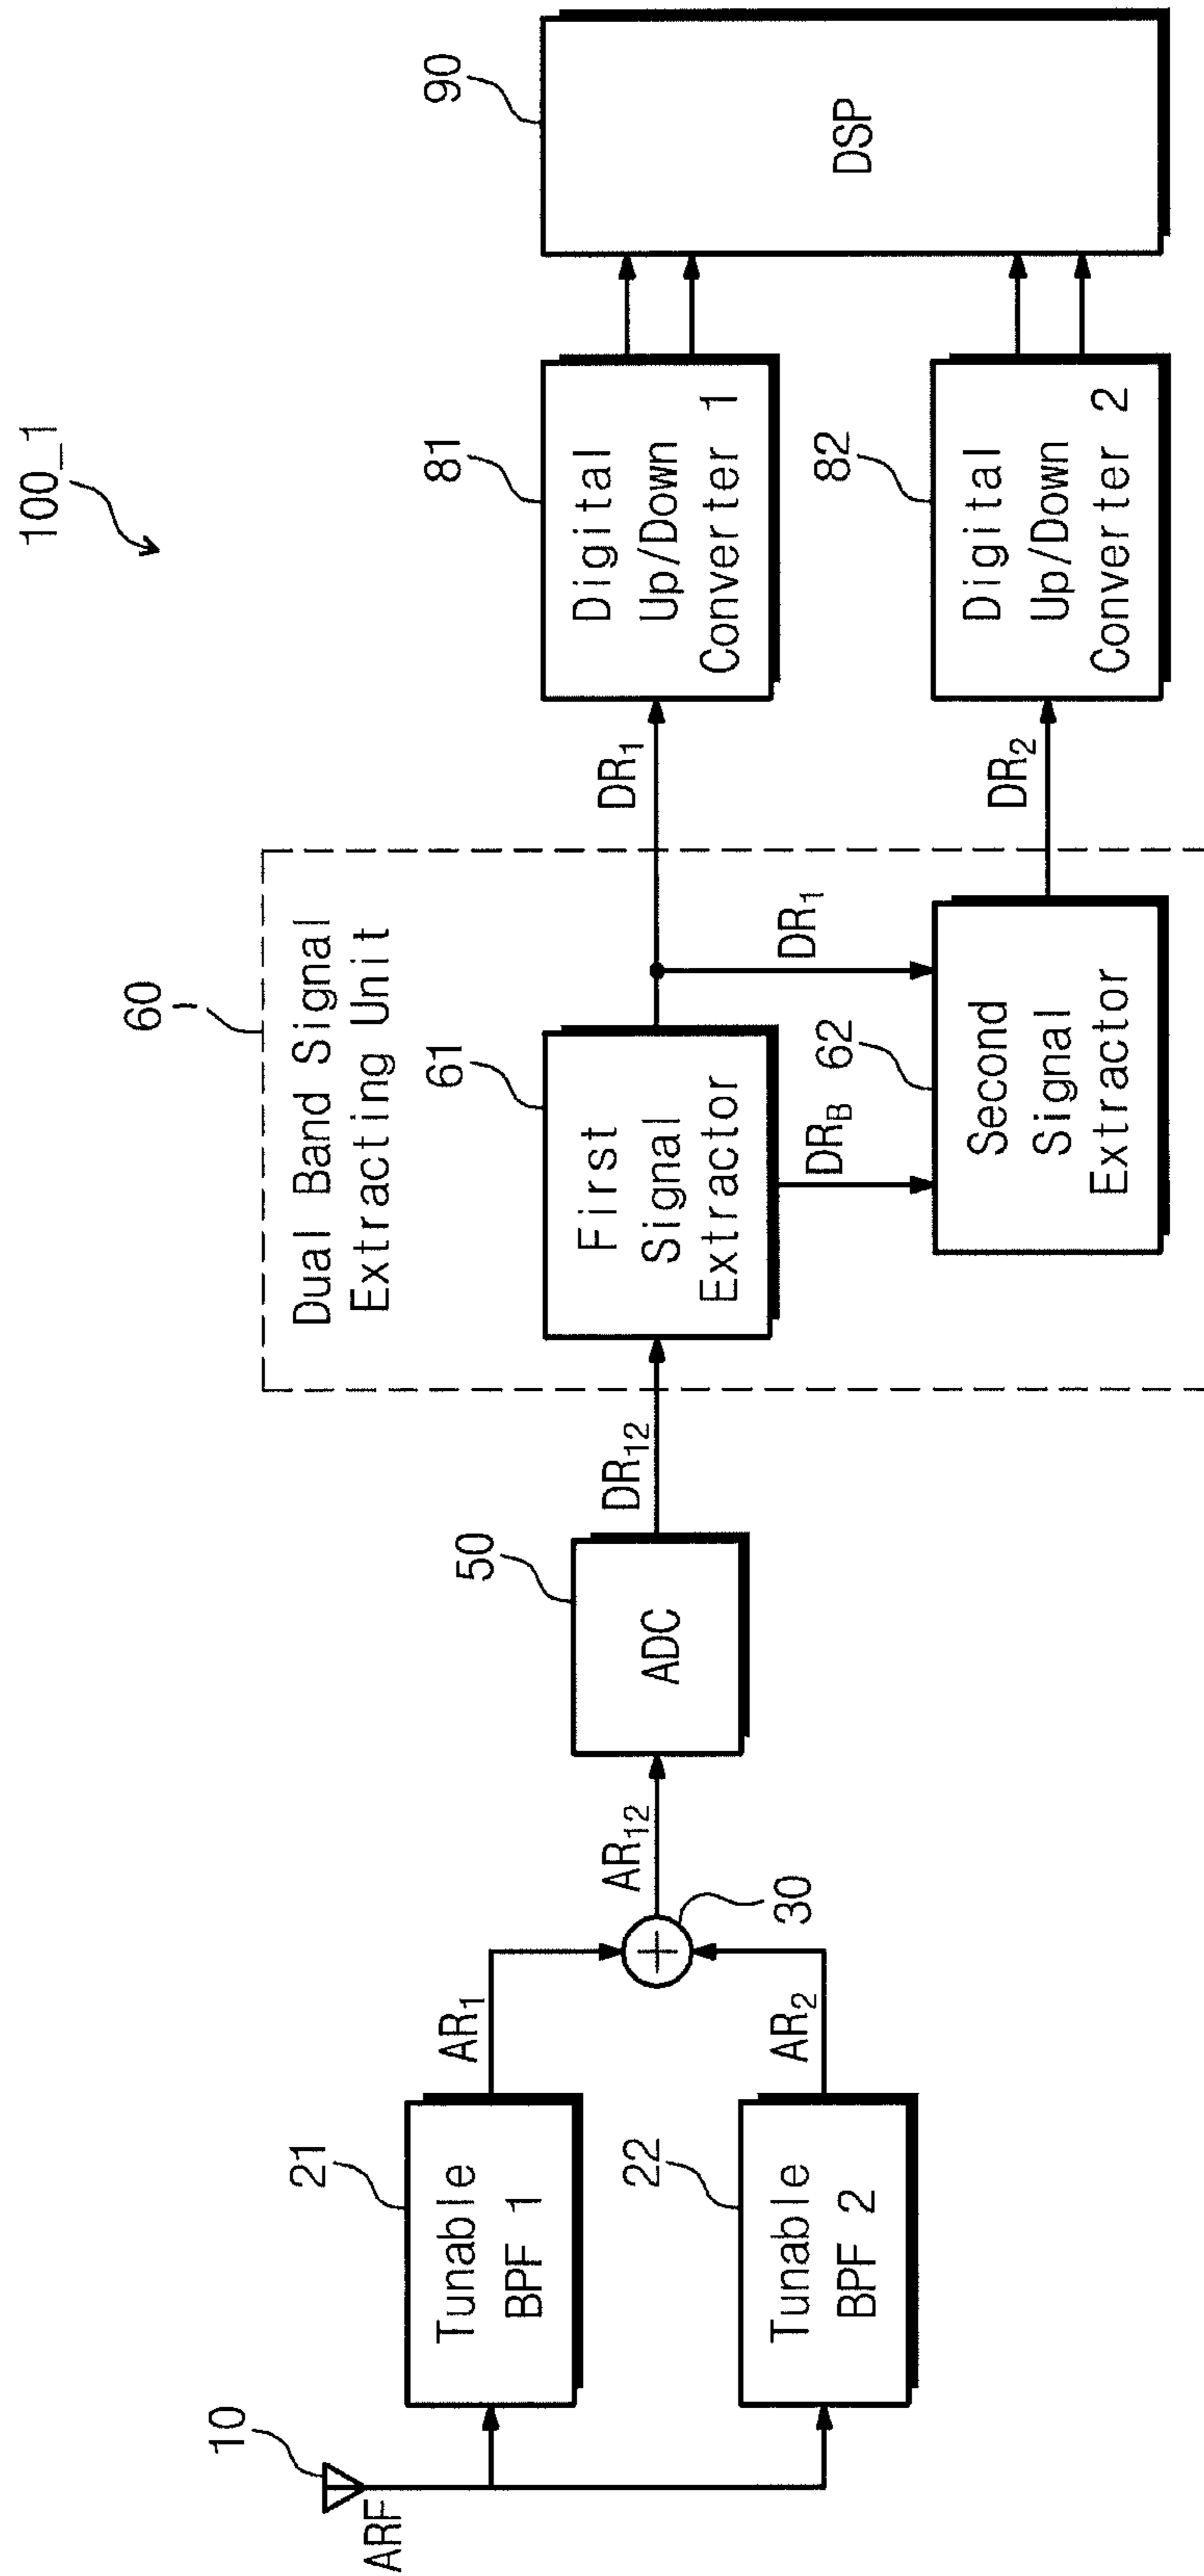 100_1
10
ARF
21
Tunable
BPF 1
22
Tunable
BPF 2
AR1
AR2
30
AR12
50
ADC
DR12
60
Dual Band Signal
Extracting Unit
61
First
Signal
Extractor
DRB
DR1
62
Second
Signal
Extractor
DR1
DR2
81
Digital
Up/Down
Converter 1
82
Digital
Up/Down
Converter 2
90
DSP